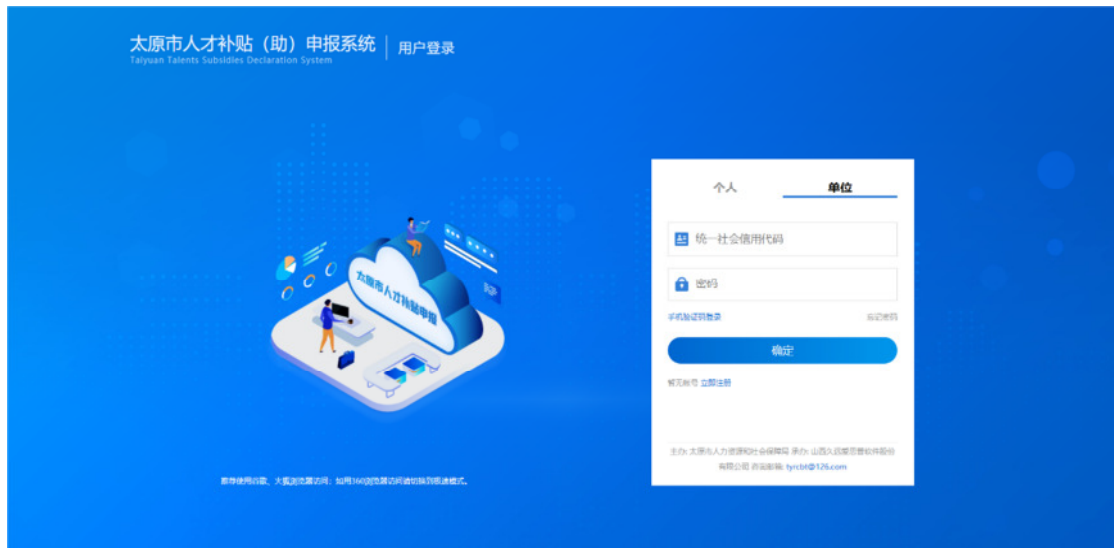 太原市人才补贴（助）申报系统
用户登录
Taiyuan Talents Subsidies Declaration System
个人
单位
统一社会信用代码
太原市人才补贴申报
密码
手机验证码登录
忘记密码
确定
暂无账号 立即注册
主办: 太原市人力资源和社会保障局 承办: 山西久远爱思普软件股份
有限公司 咨询邮箱: tyrcbt@126.com
推荐使用谷歌、火狐浏览器访问；如用360浏览器访问请切换到极速模式。